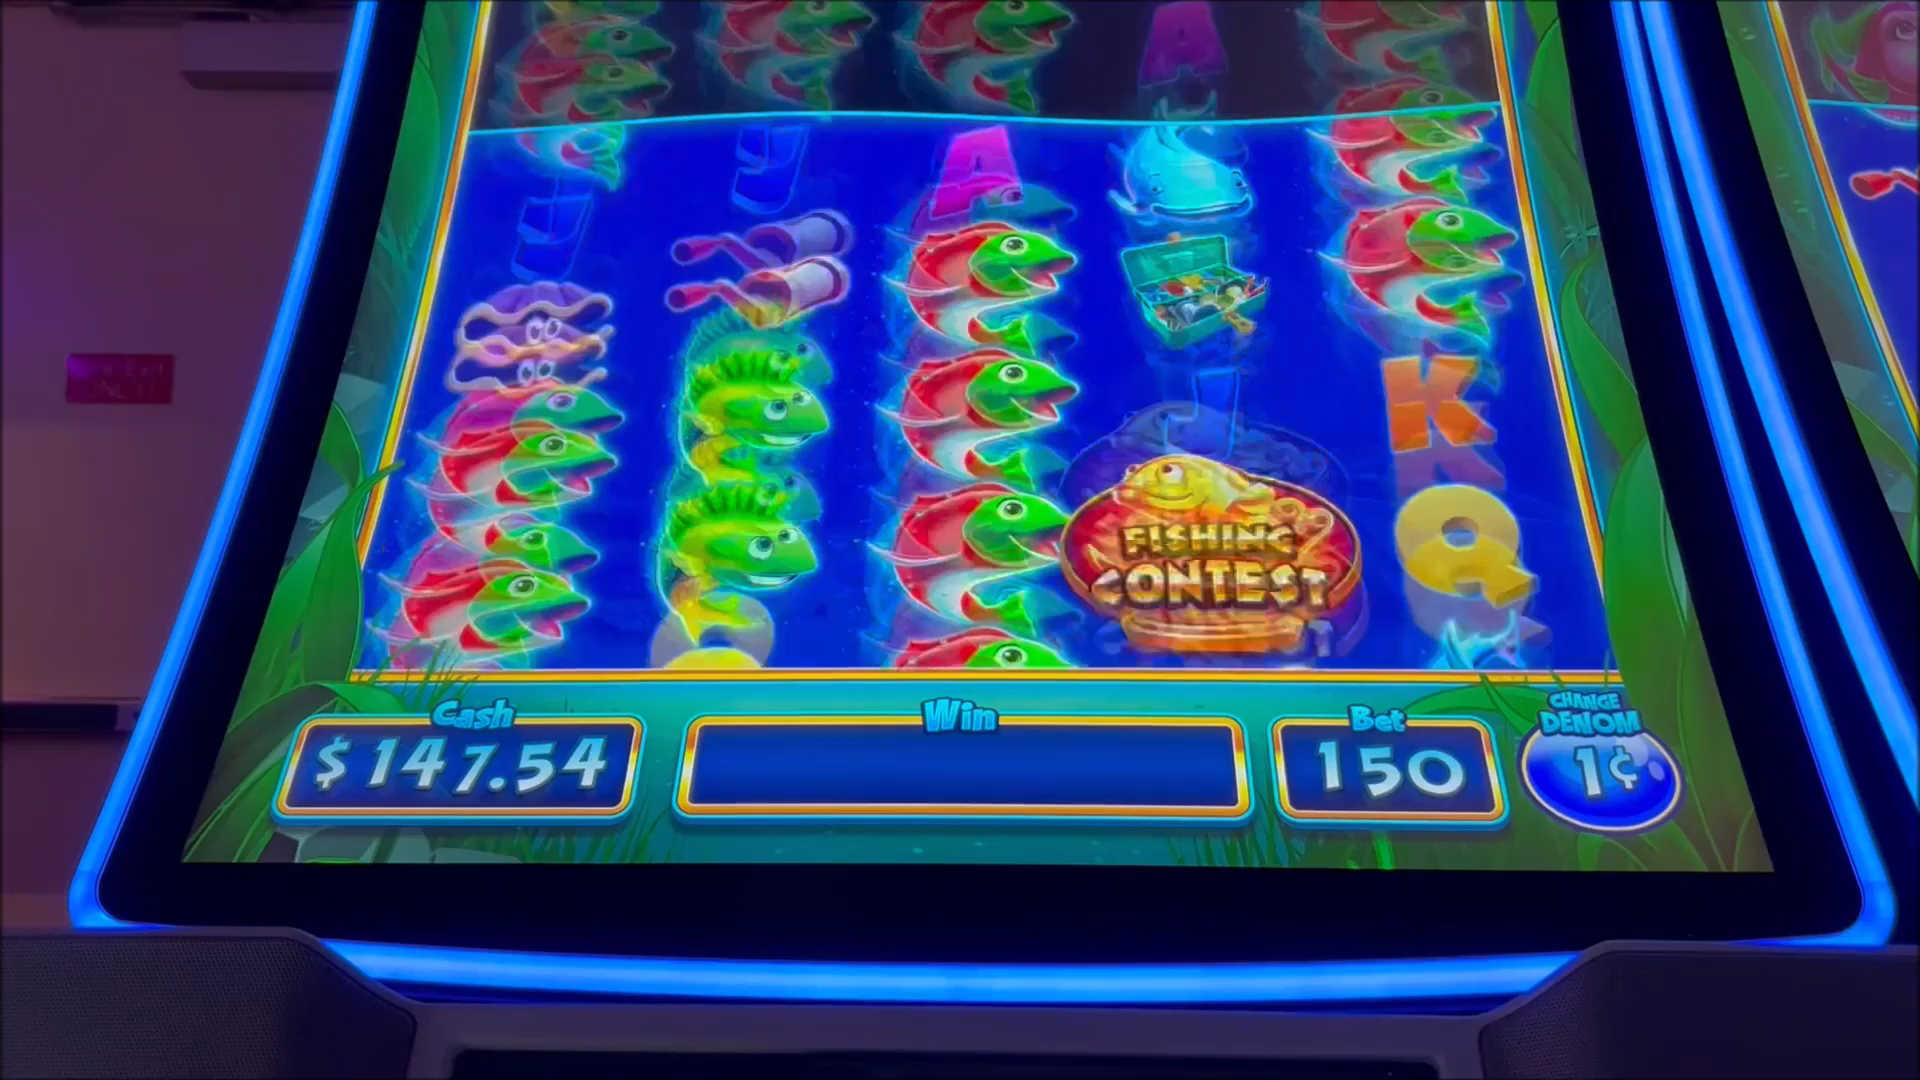 A
J
A
J
J
K
Q
FISHING
CONTEST
Cash
Win
Bet
CHANGE
DENOM
$147.54
150
1¢